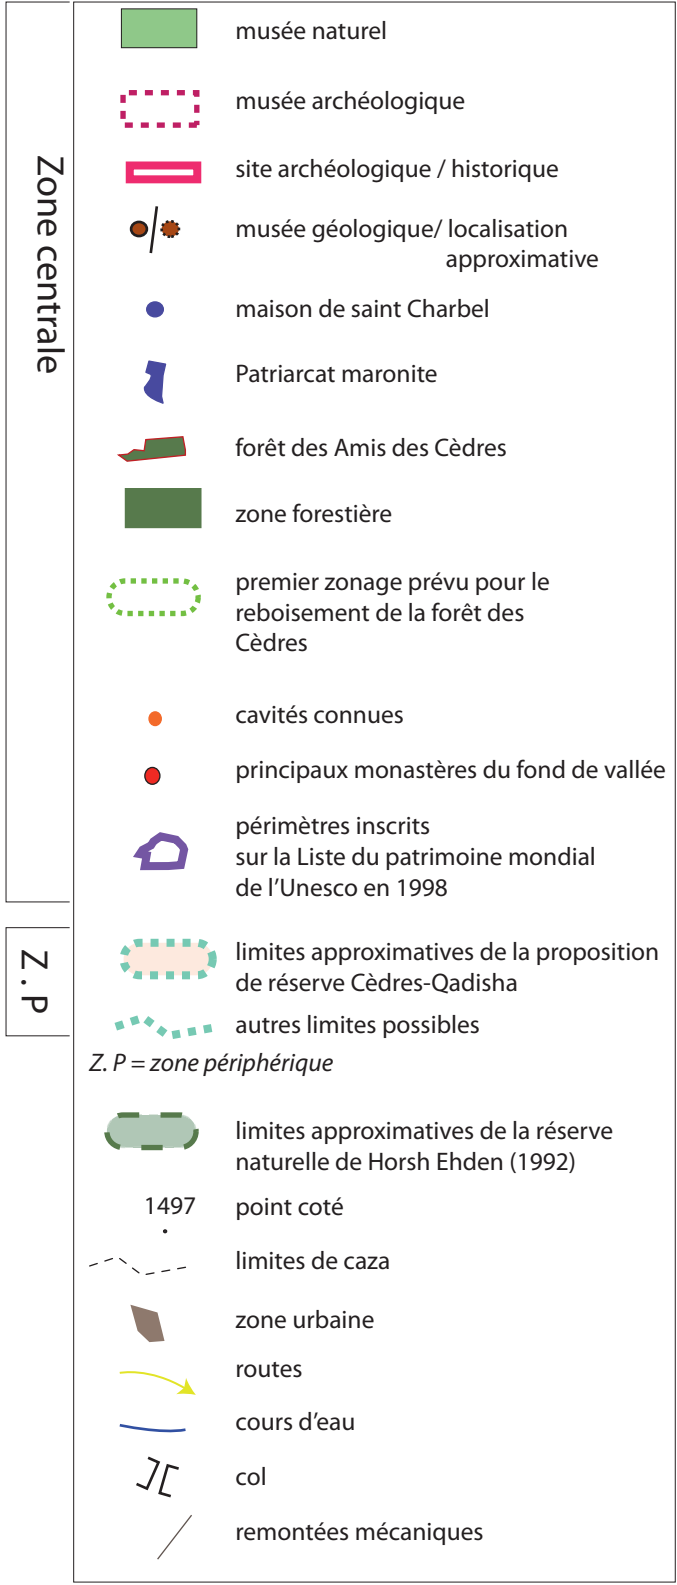 Zone centrale
musée naturel
musée archéologique
site archéologique / historique
musée géologique/ localisation
approximative
maison de saint Charbel
Patriarcat maronite
forêt des Amis des Cèdres
zone forestière
premier zonage prévu pour le
reboisement de la forêt des
Cèdres
cavités connues
principaux monastères du fond de vallée
périmètres inscrits
sur la Liste du patrimoine mondial
de l'Unesco en 1998
Z. P
limites approximatives de la proposition
de réserve Cèdres-Qadisha
autres limites possibles
Z. P = zone périphérique
limites approximatives de la réserve
naturelle de Horsh Ehden (1992)
1497 point coté
limites de caza
zone urbaine
routes
cours d'eau
col
remontées mécaniques